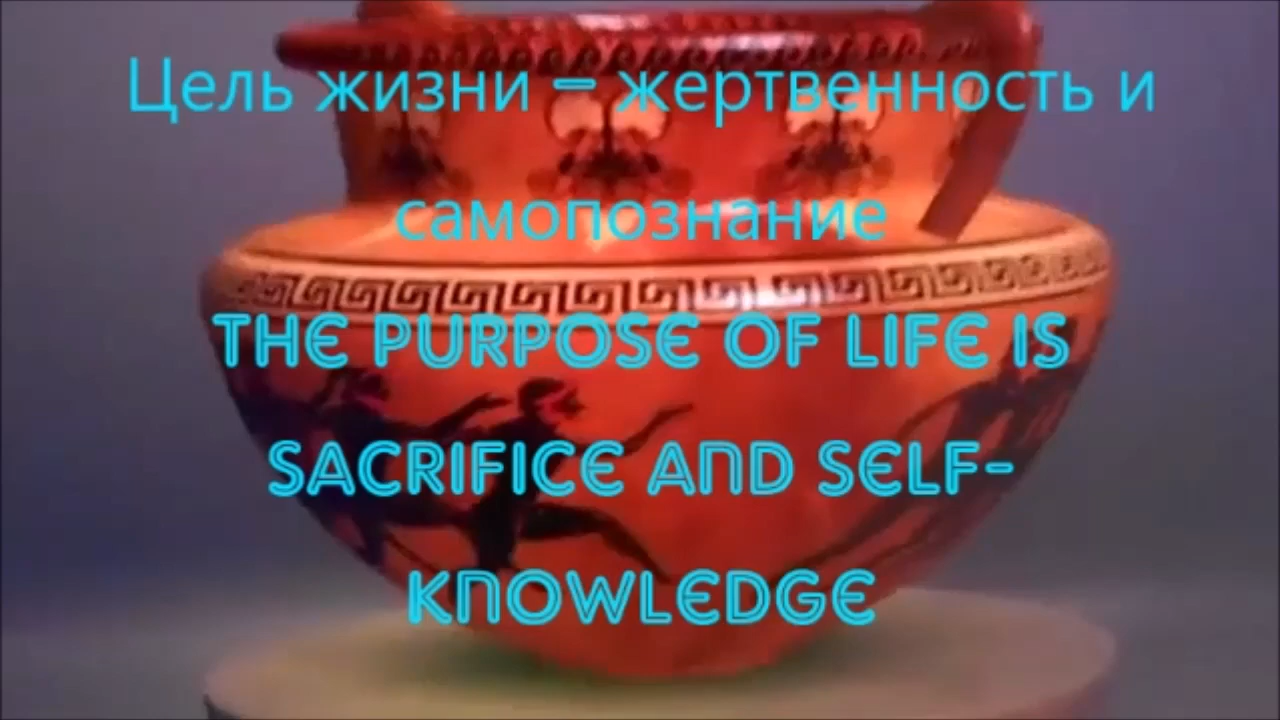 Цель жизни – жертвенность и
самопознание
THE PURPOSE OF LIFE IS
SACRIFICE AND SELF-
KNOWLEDGE